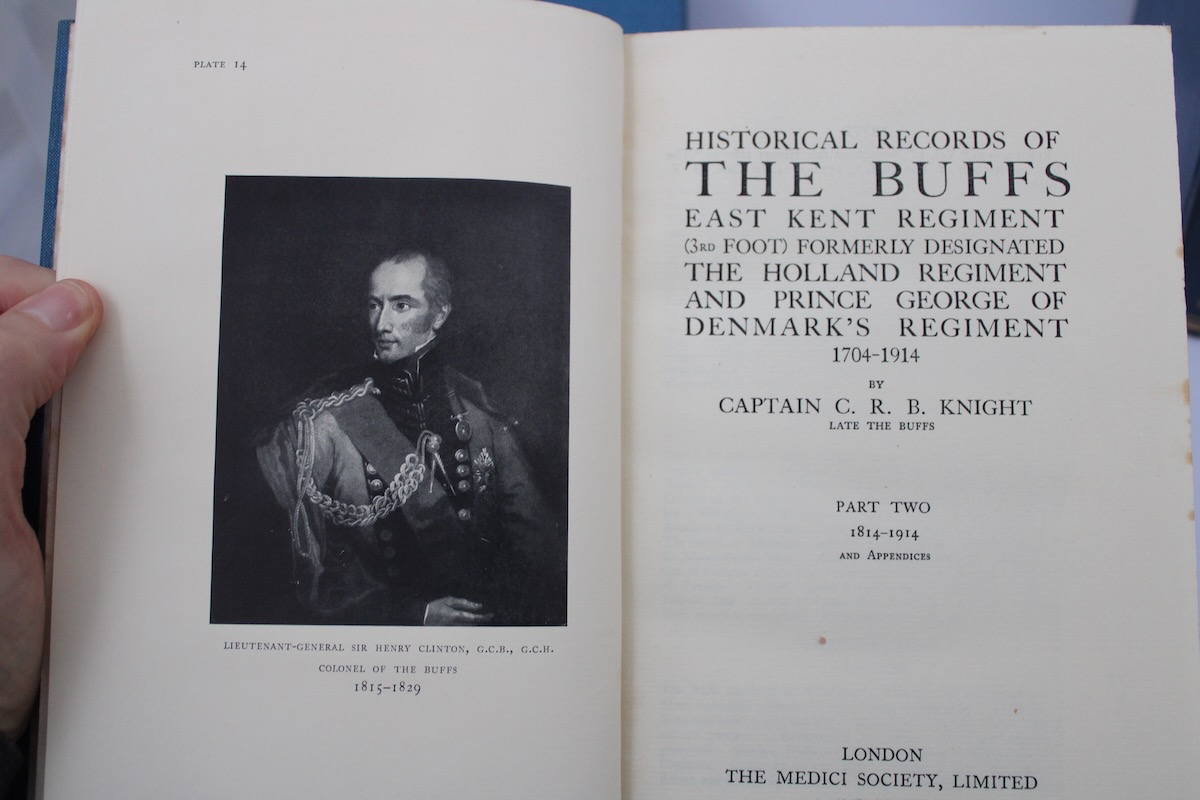 PLATE 14
LIEUTENANT-GENERAL SIR HENRY CLINTON, G.C.B., G.C.H.
COLONEL OF THE BUFFS
1815-1829
HISTORICAL RECORDS OF
THE BUFFS
EAST KENT REGIMENT
(3RD FOOT) FORMERLY DESIGNATED
THE HOLLAND REGIMENT
AND PRINCE GEORGE OF
DENMARK'S REGIMENT
1704-1914
BY
CAPTAIN C. R. B. KNIGHT
LATE THE BUFFS
PART TWO
1814-1914
AND APPENDICES
LONDON
THE MEDICI SOCIETY, LIMITED